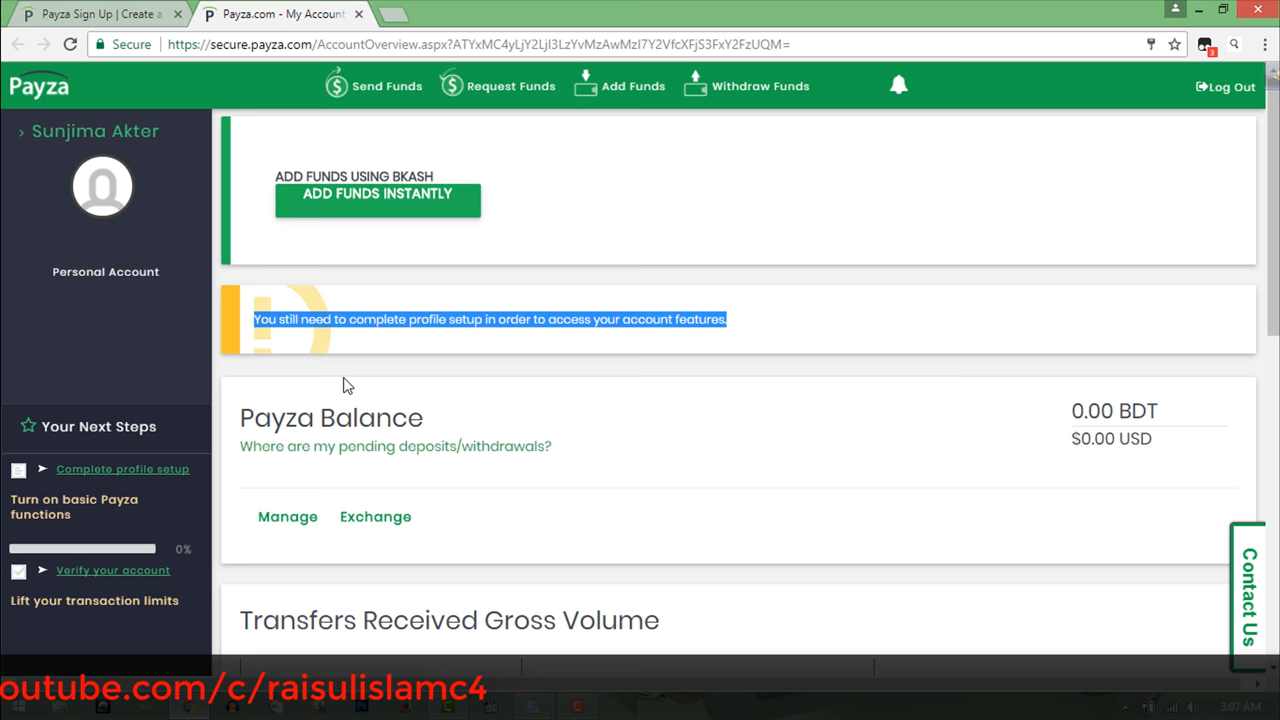 Payza Sign Up | Create a
Payza.com - My Account
Secure
https://secure.payza.com/AccountOverview.aspx?ATYxMC4yLjY2LjI3LzYvMzAwMzI7Y2VfcXFjS3FxY2FzUQM=
3
Payza
Send Funds
Request Funds
Add Funds
Withdraw Funds
Log Out
> Sunjima Akter
Personal Account
ADD FUNDS USING BKASH
ADD FUNDS INSTANTLY
You still need to complete profile setup in order to access your account features.
Payza Balance
Where are my pending deposits/withdrawals?
0.00 BDT
$0.00 USD
Manage
Exchange
Your Next Steps
Complete profile setup
Turn on basic Payza
functions
0%
Verify your account
Lift your transaction limits
Transfers Received Gross Volume
Contact Us
outube.com/c/raisulislamc4
3:07 AM